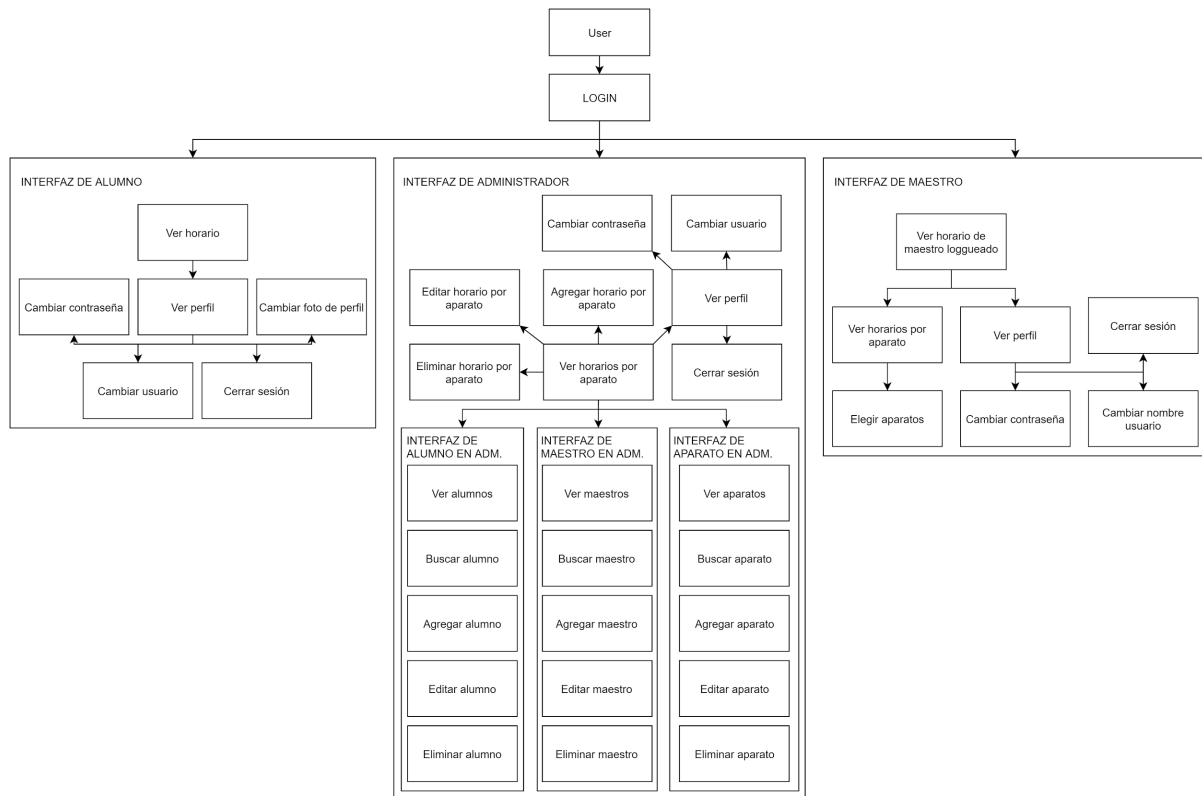 User
LOGIN
INTERFAZ DE ALUMNO
Ver horario
Cambiar contraseña
Ver perfil
Cambiar foto de perfil
Cambiar usuario
Cerrar sesión
INTERFAZ DE ADMINISTRADOR
Cambiar contraseña
Cambiar usuario
Editar horario por
aparato
Agregar horario por
aparato
Ver perfil
Eliminar horario por
aparato
Ver horarios por
aparato
Cerrar sesión
INTERFAZ DE
ALUMNO EN ADM.
Ver alumnos
Buscar alumno
Agregar alumno
Editar alumno
Eliminar alumno
INTERFAZ DE
MAESTRO EN ADM.
Ver maestros
Buscar maestro
Agregar maestro
Editar maestro
Eliminar maestro
INTERFAZ DE
APARATO EN ADM.
Ver aparatos
Buscar aparato
Agregar aparato
Editar aparato
Eliminar aparato
INTERFAZ DE MAESTRO
Ver horario de
maestro loggueado
Ver horarios por
aparato
Ver perfil
Cerrar sesión
Elegir aparatos
Cambiar contraseña
Cambiar nombre
usuario